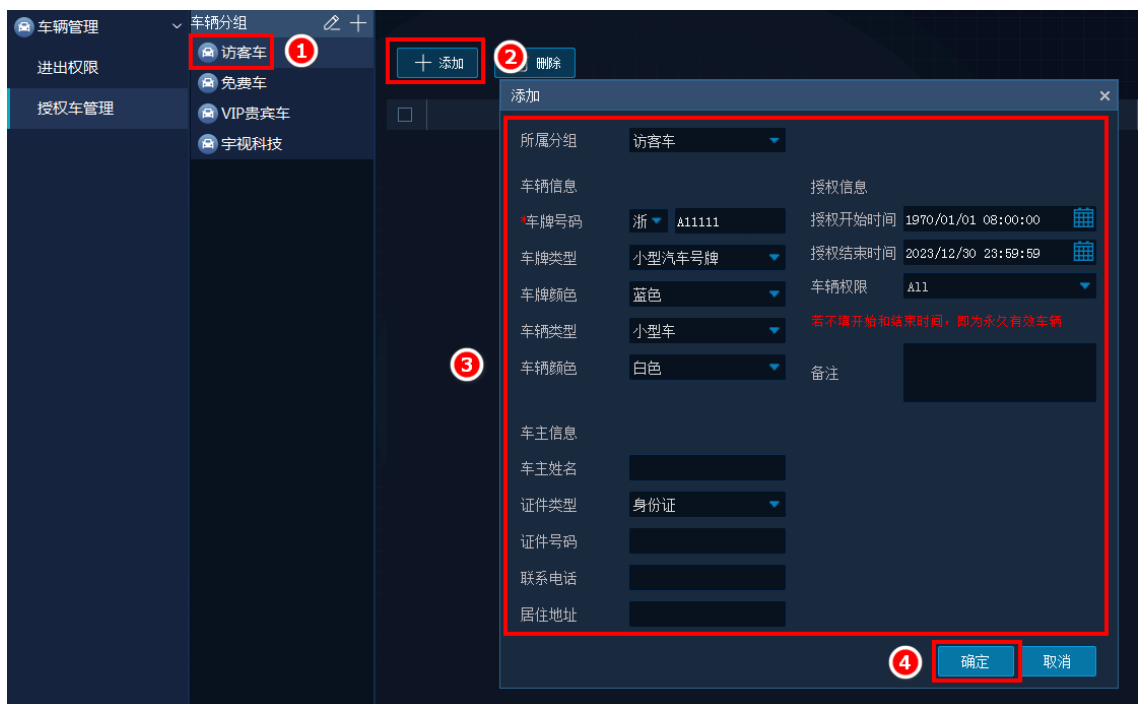 车辆管理
进出权限
授权车管理
车辆分组
访客车
1
免费车
VIP贵宾车
宇视科技
添加
2
删除
添加
所属分组 访客车
车辆信息
*车牌号码 浙 A11111
车牌类型 小型汽车号牌
车牌颜色 蓝色
车辆类型 小型车
车辆颜色 白色
3
授权信息
授权开始时间 1970/01/01 08:00:00
授权结束时间 2023/12/30 23:59:59
车辆权限 All
若不填开始和结束时间，即为永久有效车辆
备注
车主信息
车主姓名
证件类型 身份证
证件号码
联系电话
居住地址
4
确定
取消